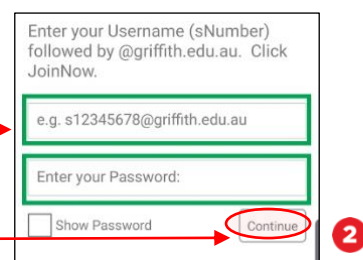 Enter your Username (sNumber)
followed by @griffith.edu.au. Click
JoinNow.
e.g. s12345678@griffith.edu.au
Enter your Password:
Show Password
Continue
2